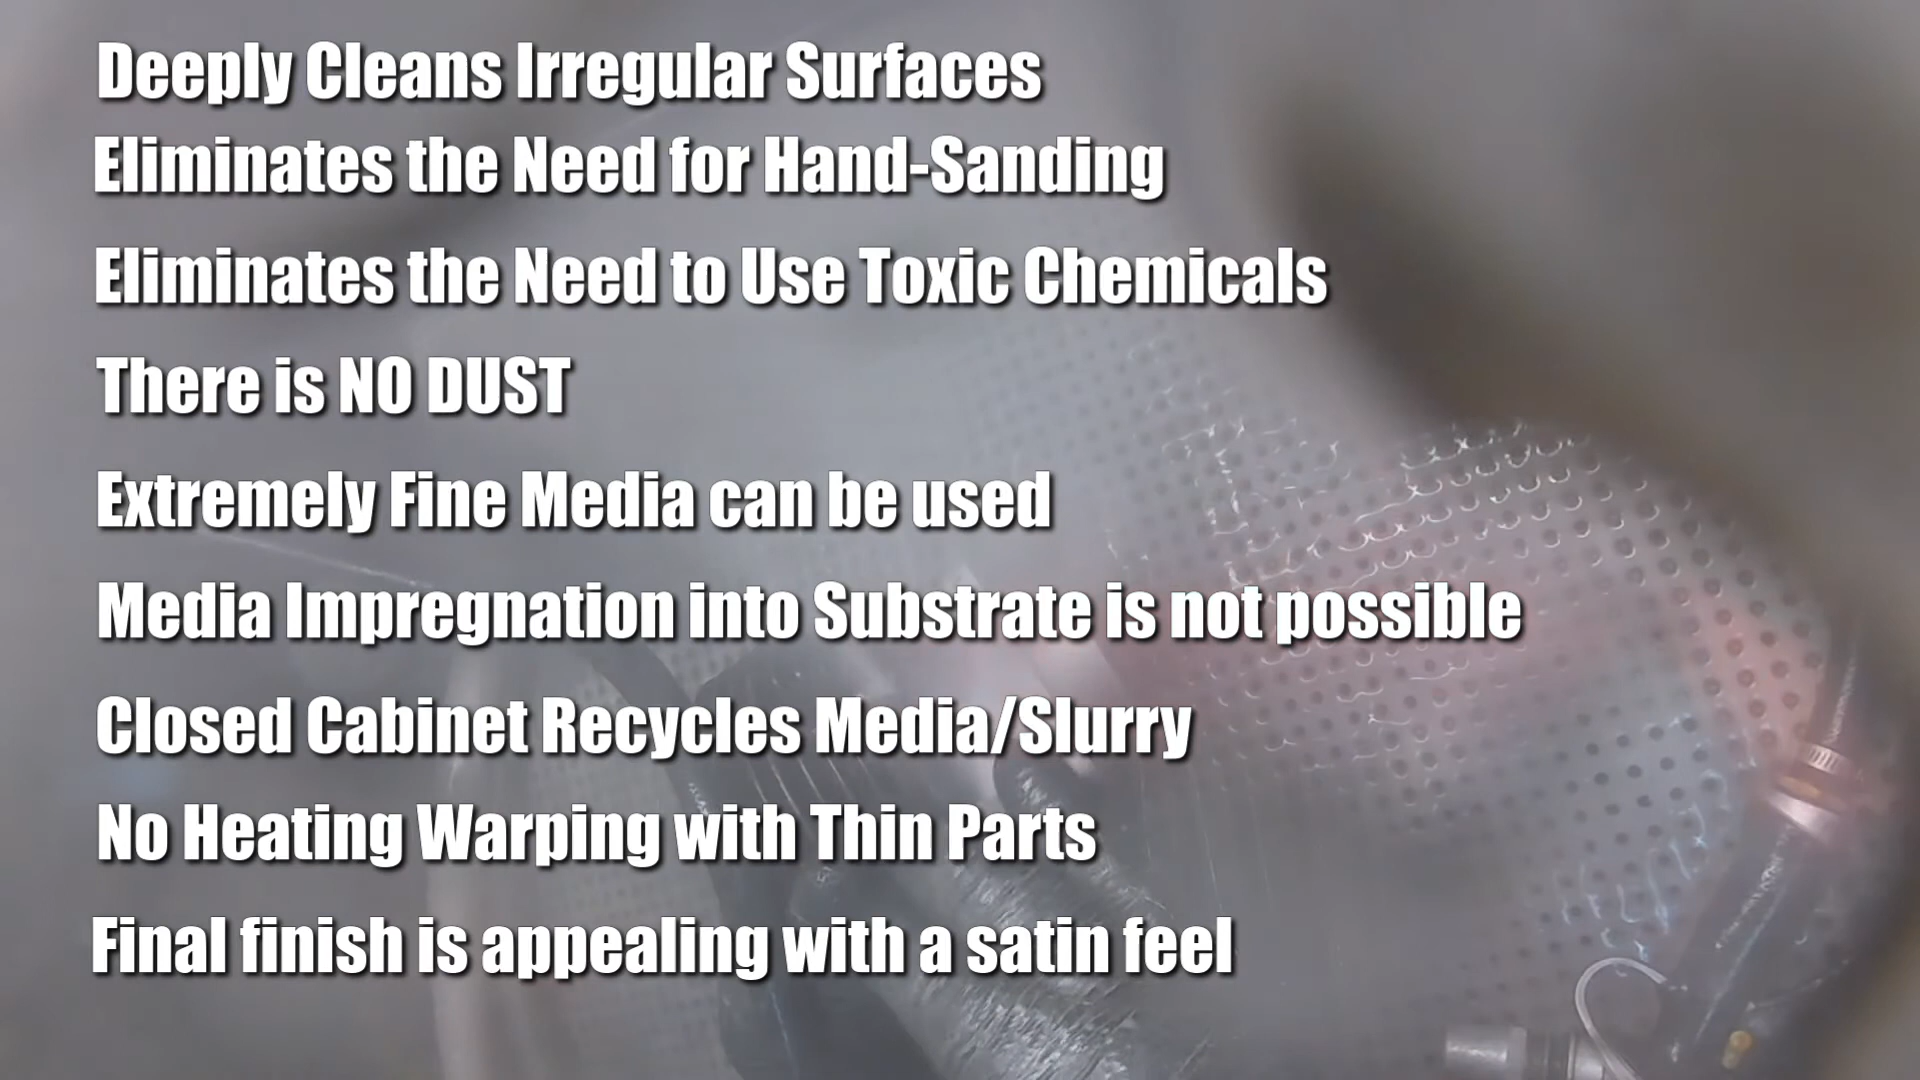 Deeply Cleans Irregular Surfaces
Eliminates the Need for Hand-Sanding
Eliminates the Need to Use Toxic Chemicals
There is NO DUST
Extremely Fine Media can be used
Media Impregnation into Substrate is not possible
Closed Cabinet Recycles Media/Slurry
No Heating Warping with Thin Parts
Final finish is appealing with a satin feel